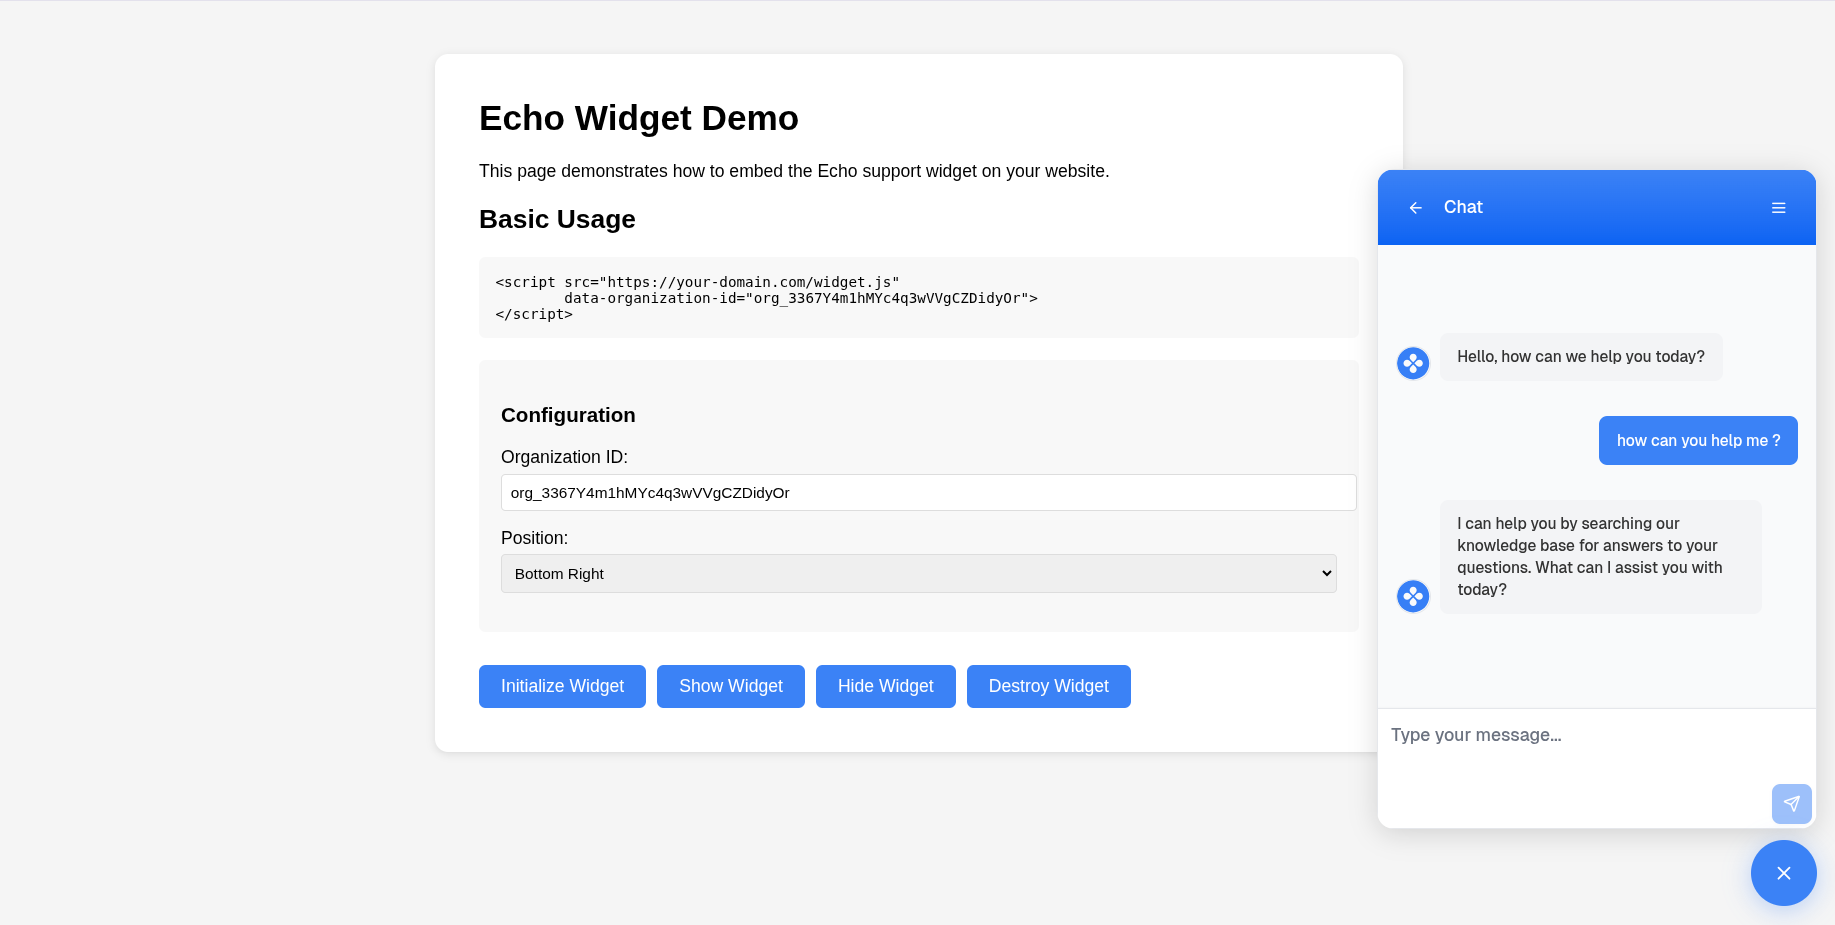 Echo Widget Demo
This page demonstrates how to embed the Echo support widget on your website.
Basic Usage
<script src="https://your-domain.com/widget.js"
        data-organization-id="org_3367Y4m1hMYc4q3wVVgCZDidyOr">
</script>
Configuration
Organization ID:
org_3367Y4m1hMYc4q3wVVgCZDidyOr
Position:
Bottom Right
Initialize Widget
Show Widget
Hide Widget
Destroy Widget
Chat
Hello, how can we help you today?
how can you help me ?
I can help you by searching our
knowledge base for answers to your
questions. What can I assist you with
today?
Type your message...